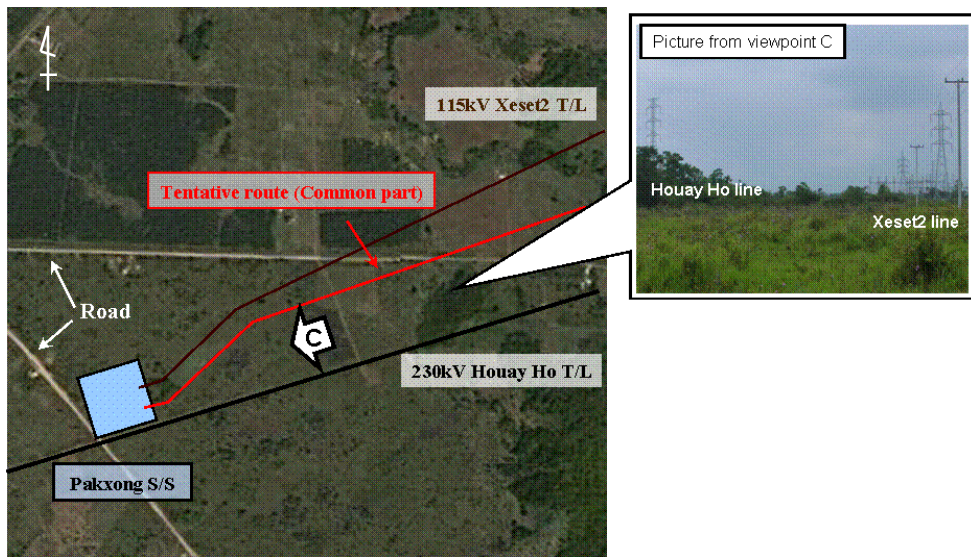 Picture from viewpoint C
115kV Xeset2 T/L
Tentative route (Common part)
Houay Ho line
Xeset2 line
Road
C
230kV Houay Ho T/L
Pakxong S/S